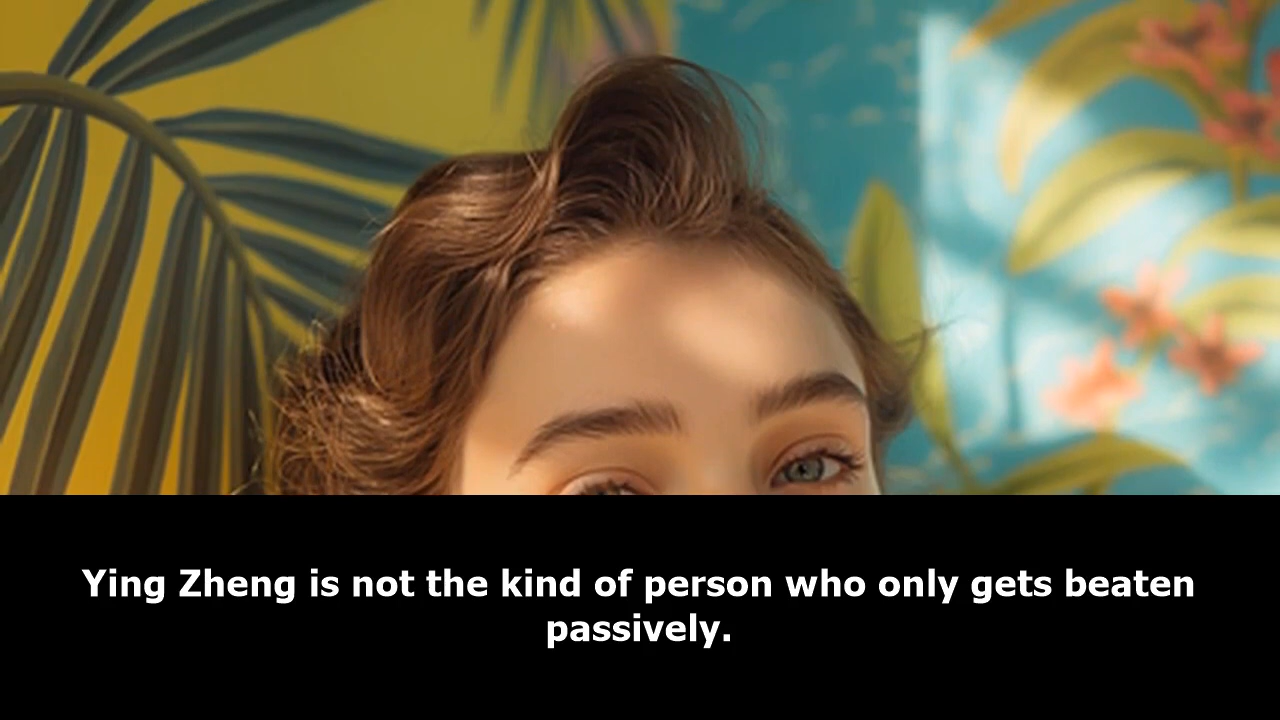 Ying Zheng is not the kind of person who only gets beaten
passively.